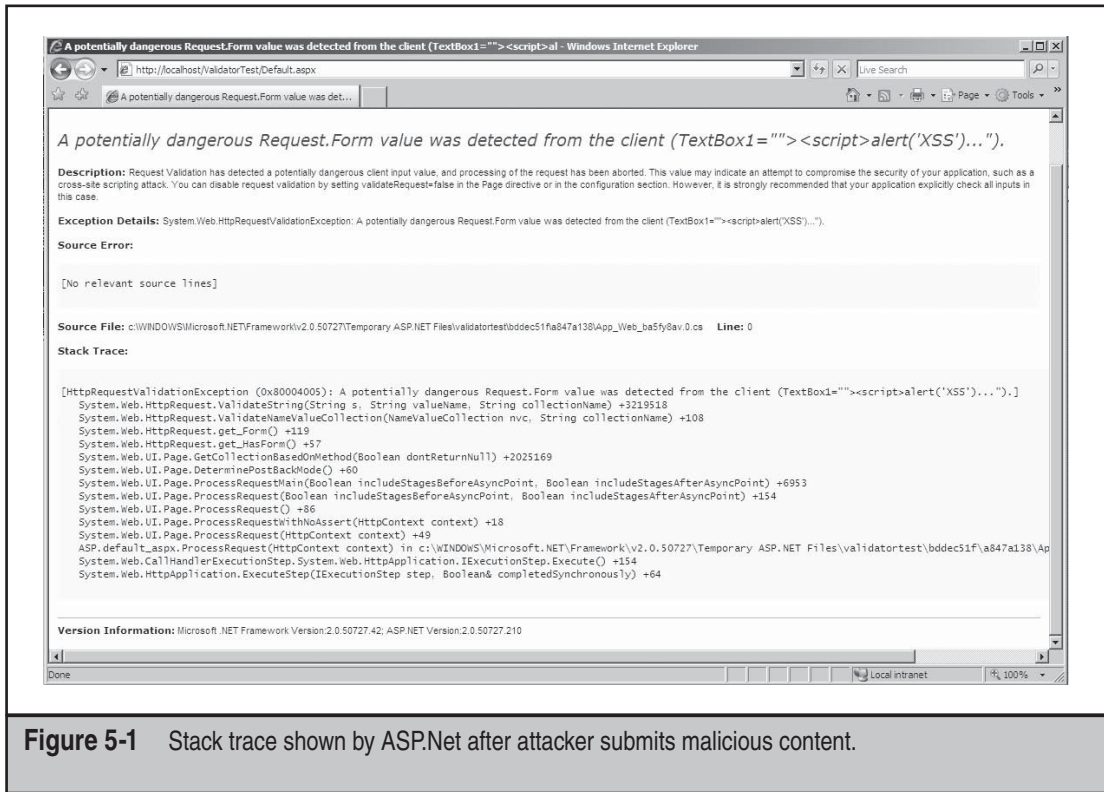 A potentially dangerous Request.Form value was detected from the client (TextBox1=""><script>al - Windows Internet Explorer
http://localhost/ValidatorTest/Default.aspx
Live Search
A potentially dangerous Request.Form value was det...
Page
Tools
A potentially dangerous Request.Form value was detected from the client (TextBox1=""><script>alert('XSS')...").
Description: Request Validation has detected a potentially dangerous client input value, and processing of the request has been aborted. This value may indicate an attempt to compromise the security of your application, such as a
cross-site scripting attack. You can disable request validation by setting validateRequest=false in the Page directive or in the configuration section. However, it is strongly recommended that your application explicitly check all inputs in
this case.
Exception Details: System.Web.HttpRequestValidationException: A potentially dangerous Request.Form value was detected from the client (TextBox1=""><script>alert('XSS')...").
Source Error:
[No relevant source lines]
Source File: c:\WINDOWS\Microsoft.NET\Framework\v2.0.50727\Temporary ASP.NET Files\validatortest\bddec51f\a847a138\App_Web_ba5fy8av.0.cs Line: 0
Stack Trace:
[HttpRequestValidationException (0x80004005): A potentially dangerous Request.Form value was detected from the client (TextBox1=""><script>alert('XSS')...").]
System.Web.HttpRequest.ValidateString(String s, String valueName, String collectionName) +3219518
System.Web.HttpRequest.ValidateNameValueCollection(NameValueCollection nvc, String collectionName) +108
System.Web.HttpRequest.get_Form() +119
System.Web.HttpRequest.get_HasForm() +57
System.Web.UI.Page.GetCollectionBasedOnMethod(Boolean dontReturnNull) +2025169
System.Web.UI.Page.DeterminePostBackMode() +60
System.Web.UI.Page.ProcessRequestMain(Boolean includeStagesBeforeAsyncPoint, Boolean includeStagesAfterAsyncPoint) +6953
System.Web.UI.Page.ProcessRequest(Boolean includeStagesBeforeAsyncPoint, Boolean includeStagesAfterAsyncPoint) +154
System.Web.UI.Page.ProcessRequest() +86
System.Web.UI.Page.ProcessRequestWithNoAssert(HttpContext context) +18
System.Web.UI.Page.ProcessRequest(HttpContext context) +49
ASP.default_aspx.ProcessRequest(HttpContext context) in c:\WINDOWS\Microsoft.NET\Framework\v2.0.50727\Temporary ASP.NET Files\validatortest\bddec51f\a847a138\Ap
System.Web.CallHandlerExecutionStep.System.Web.HttpApplication.IExecutionStep.Execute() +154
System.Web.HttpApplication.ExecuteStep(IExecutionStep step, Boolean& completedSynchronously) +64
Version Information: Microsoft .NET Framework Version:2.0.50727.42; ASP.NET Version:2.0.50727.210
Done
Local intranet
100%
Figure 5-1 Stack trace shown by ASP.Net after attacker submits malicious content.